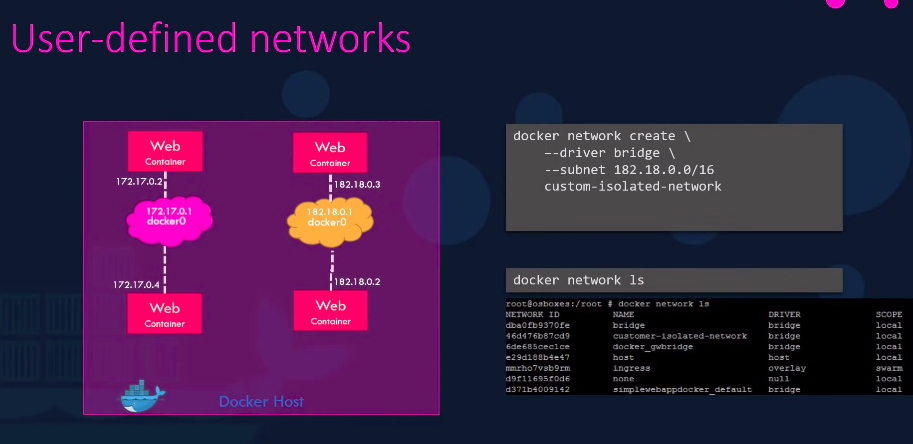 User-defined networks
Web
Container
Web
Container
172.17.0.2
182.18.0.3
172.17.0.1
docker0
182.18.0.1
docker0
172.17.0.4
182.18.0.2
Web
Container
Web
Container
Docker Host
docker network create \
--driver bridge \
--subnet 182.18.0.0/16
custom-isolated-network
docker network ls
root@osboxes:/root # docker network ls
NETWORK ID NAME DRIVER SCOPE
dba0fb9370fe bridge bridge local
46d476b87cd9 customer-isolated-network bridge local
6de685cec1ce docker_gwbridge bridge local
e29d188b4e47 host host local
mmrho7vsb9rm ingress overlay swarm
d9f11695f0d6 none null local
d371b4009142 simplewebappdocker_default bridge local